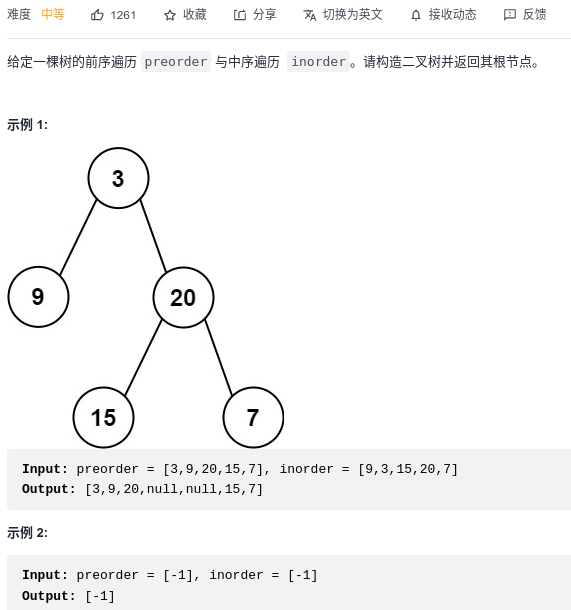 难度 中等 1261 收藏 分享 切换为英文 接收动态 反馈
给定一棵树的前序遍历 preorder 与中序遍历 inorder。请构造二叉树并返回其根节点。
示例 1:
3
9 20
15 7
Input: preorder = [3,9,20,15,7], inorder = [9,3,15,20,7]
Output: [3,9,20,null,null,15,7]
示例 2:
Input: preorder = [-1], inorder = [-1]
Output: [-1]